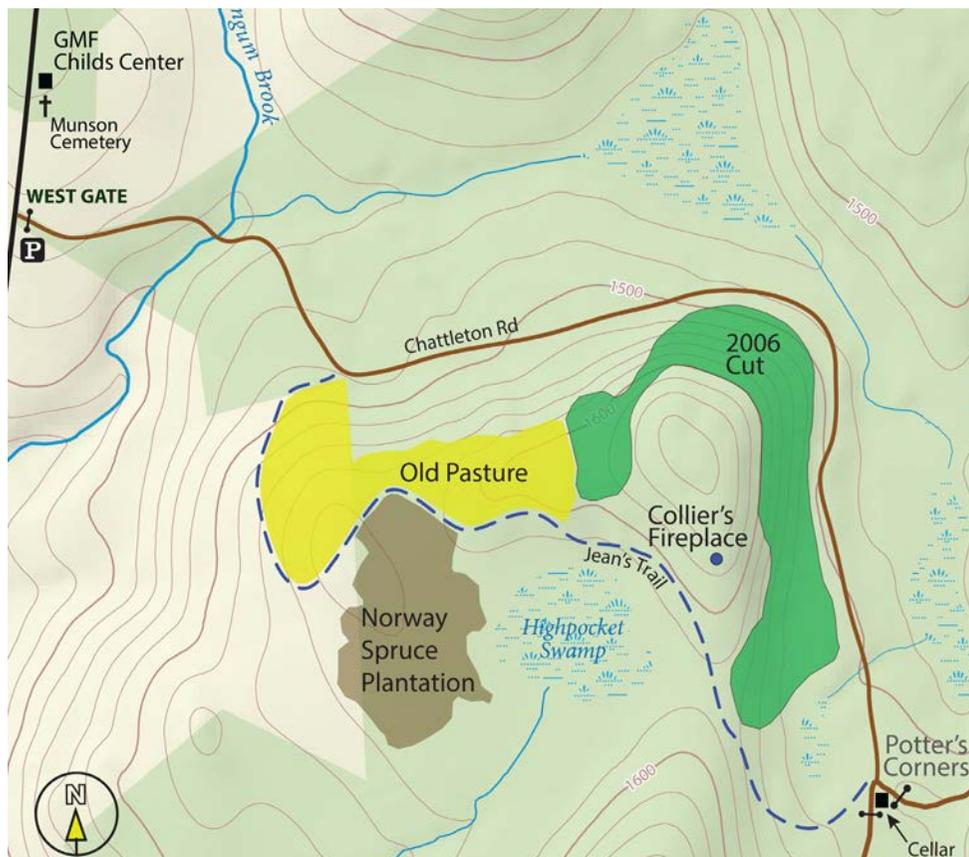 GMF
Childs Center
Munson
Cemetery
ngum Brook
WEST GATE
P
1500
1500
Chattleton Rd
2006
Cut
1600
Old Pasture
Collier's
Fireplace
Jean's Trail
Norway
Spruce
Plantation
Highpocket
Swamp
Potter's
Corners
1600
N
Cellar